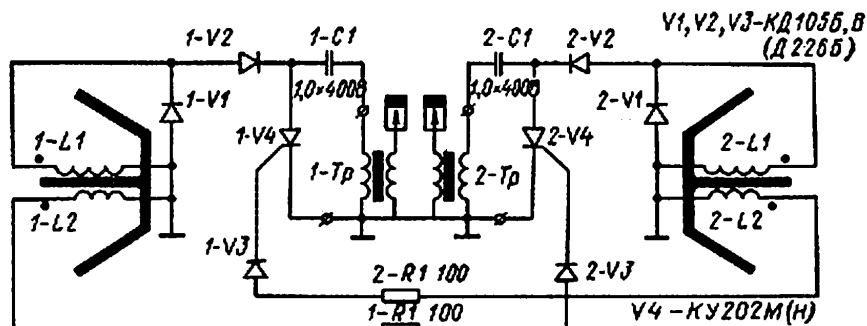 V1,V2,V3-КД105Б,В
(Д226Б)
1-V2
1-C1
2-C1
2-V2
1,0×400В
1,0×400В
1-V1
2-V1
1-V4
2-V4
1-L1
2-L1
1-Тр
2-Тр
1-L2
2-L2
1-V3
2-V3
2-R1 100
1-R1 100
V4-КУ202М(Н)